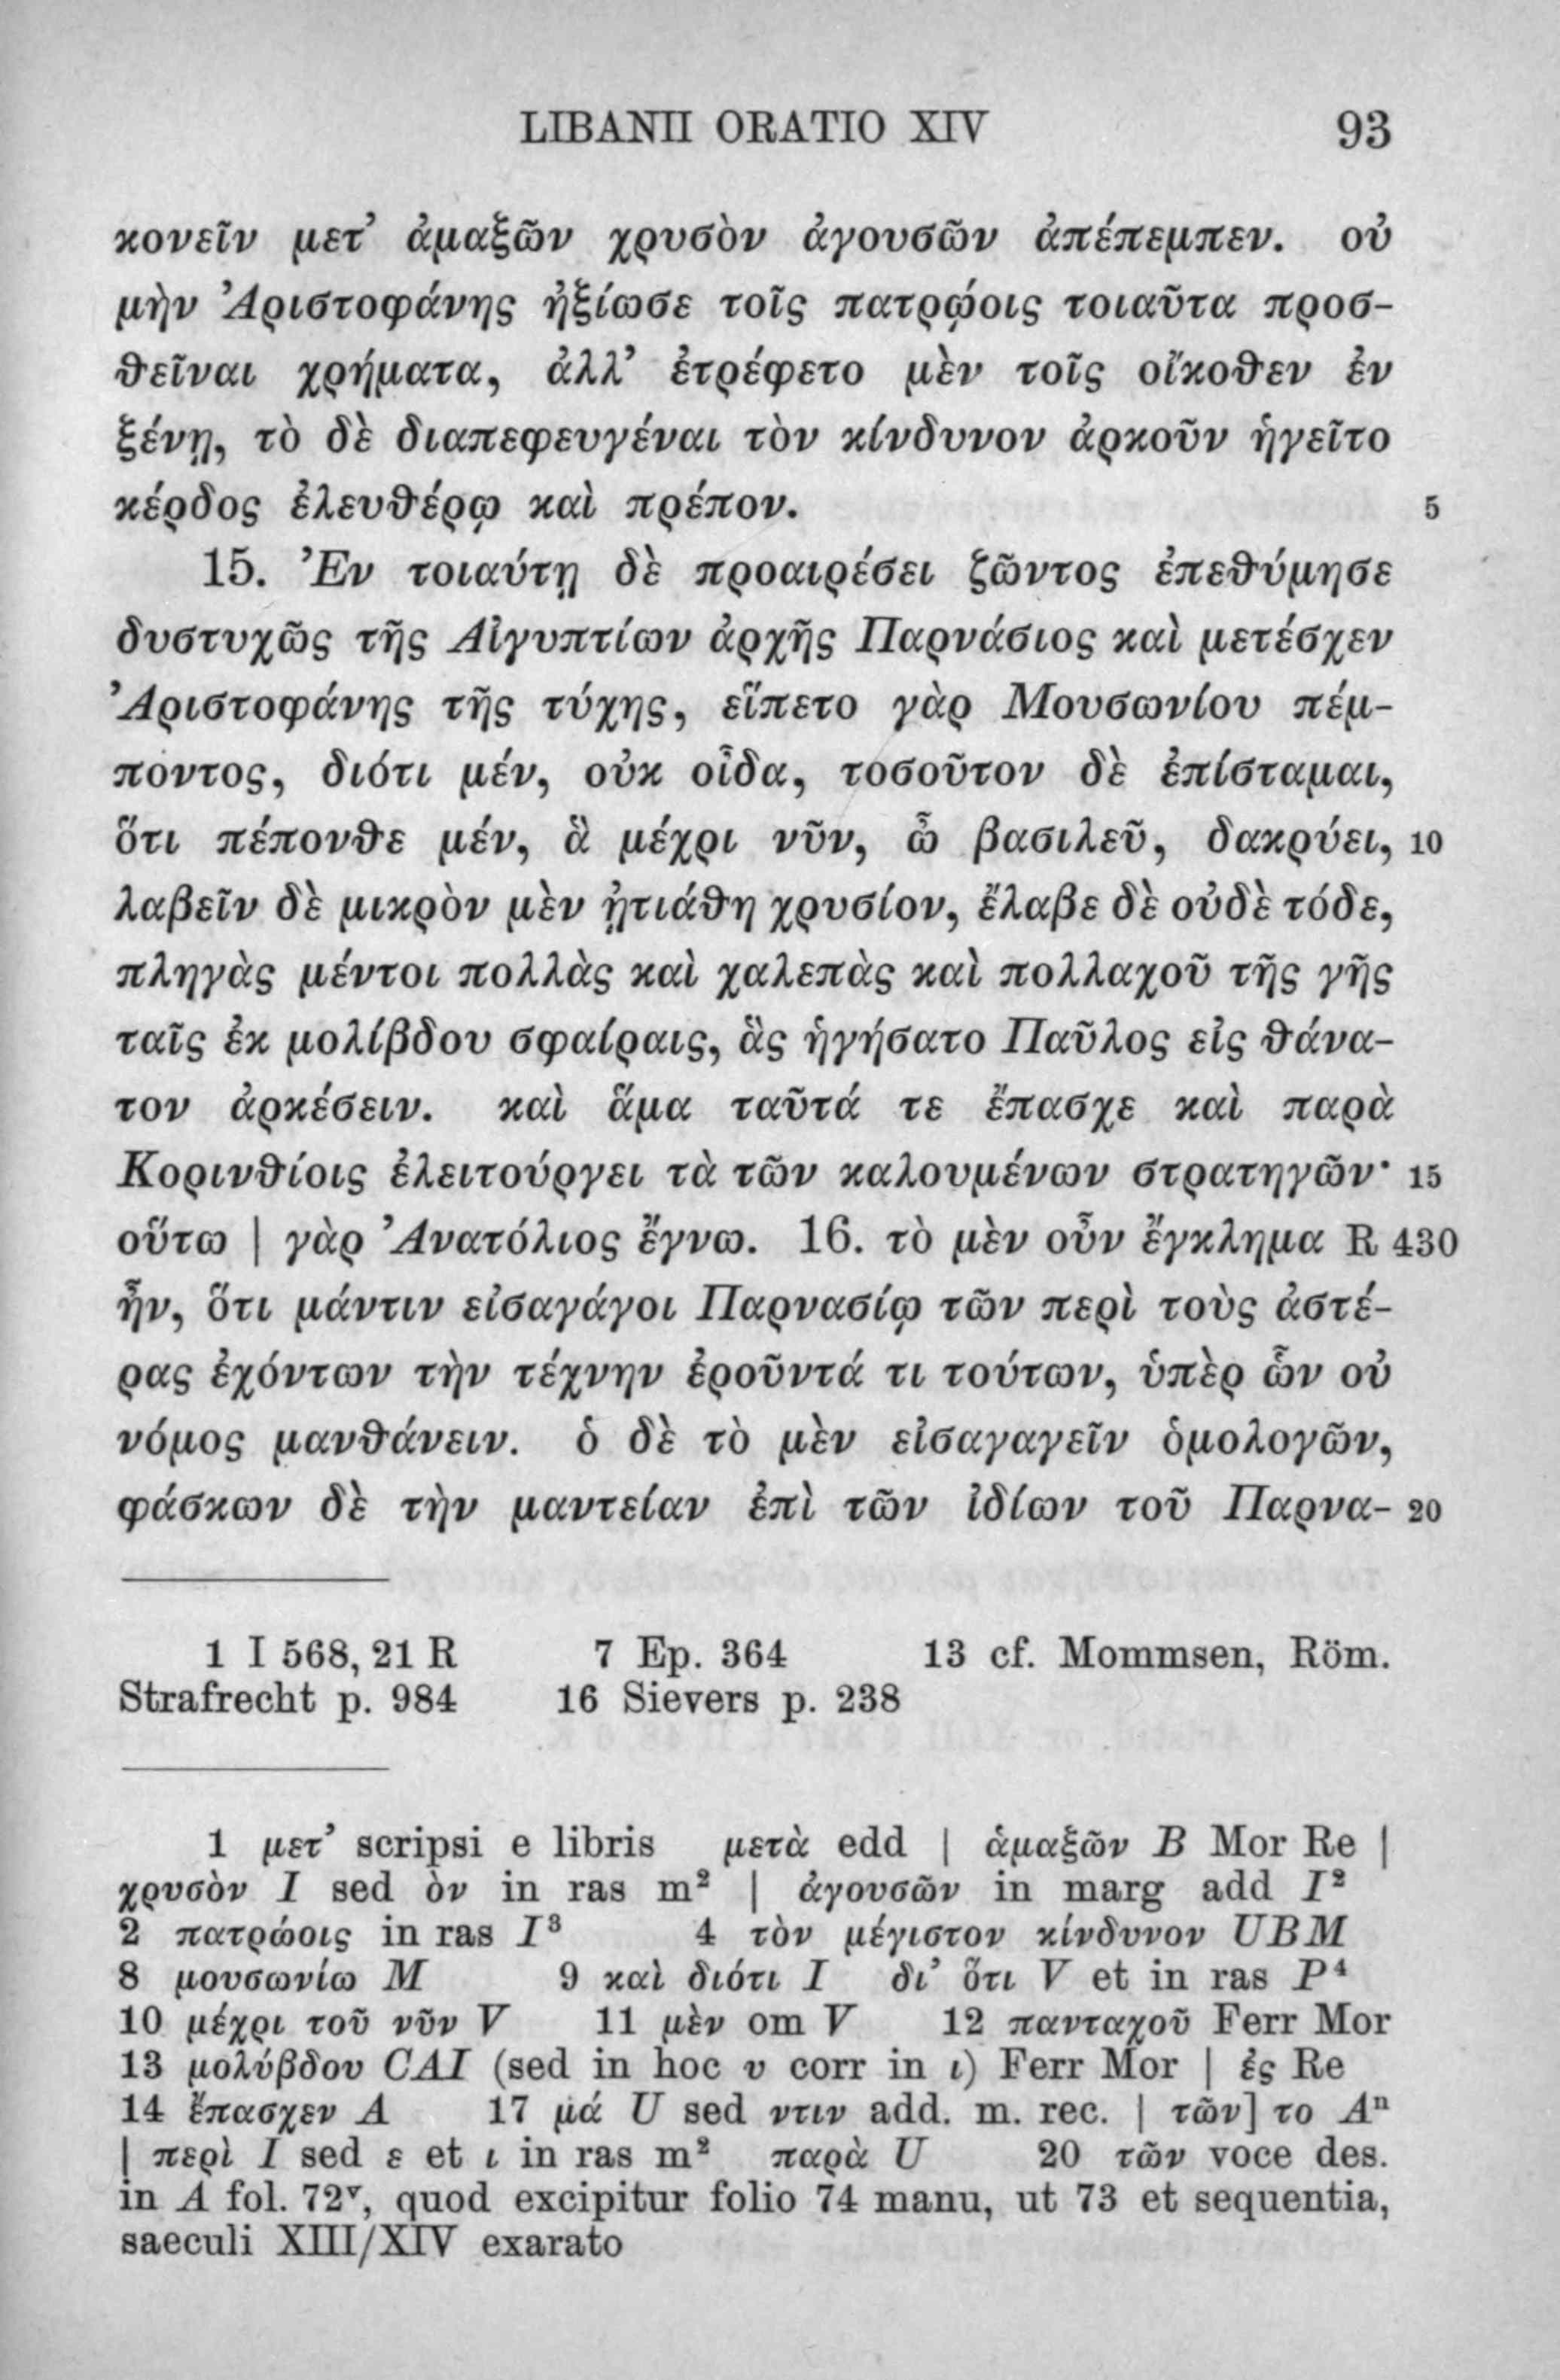 LIBANII ORATIO XIV 93
κονεῖν μετ’ ἁμαξῶν χρυσὸν ἀγουσῶν ἀπέπεμπεν. οὐ
μὴν Ἀριστοφάνης ἠξίωσε τοῖς πατρῴοις τοιαῦτα προσ-
θεῖναι χρήματα, ἀλλ’ ἐτρέφετο μὲν τοῖς οἴκοθεν ἐν
ξένῃ, τὸ δὲ διαπεφευγέναι τὸν κίνδυνον ἀρκοῦν ἡγεῖτο
κέρδος ἐλευθέρῳ καὶ πρέπον. 5
15. Ἐν τοιαύτῃ δὲ προαιρέσει ζῶντος ἐπεθύμησε
δυστυχῶς τῆς Αἰγυπτίων ἀρχῆς Παρνάσιος καὶ μετέσχεν
Ἀριστοφάνης τῆς τύχης, εἵπετο γὰρ Μουσωνίου πέμ-
ποντος, διότι μέν, οὐκ οἶδα, τοσοῦτον δὲ ἐπίσταμαι,
ὅτι πέπονθε μέν, ἃ μέχρι νῦν, ὦ βασιλεῦ, δακρύει, 10
λαβεῖν δὲ μικρὸν μὲν ᾐτιάθη χρυσίον, ἔλαβε δὲ οὐδὲ τόδε,
πληγὰς μέντοι πολλὰς καὶ χαλεπὰς καὶ πολλαχοῦ τῆς γῆς
ταῖς ἐκ μολίβδου σφαίραις, ἃς ἡγήσατο Παῦλος εἰς θάνα-
τον ἀρκέσειν. καὶ ἅμα ταῦτά τε ἔπασχε καὶ παρὰ
Κορινθίοις ἐλειτούργει τὰ τῶν καλουμένων στρατηγῶν· 15
οὕτω | γὰρ Ἀνατόλιος ἔγνω. 16. τὸ μὲν οὖν ἔγκλημα R 430
ἦν, ὅτι μάντιν εἰσαγάγοι Παρνασίῳ τῶν περὶ τοὺς ἀστέ-
ρας ἐχόντων τὴν τέχνην ἐροῦντά τι τούτων, ὑπὲρ ὧν οὐ
νόμος μανθάνειν. ὁ δὲ τὸ μὲν εἰσαγαγεῖν ὁμολογῶν,
φάσκων δὲ τὴν μαντείαν ἐπὶ τῶν ἰδίων τοῦ Παρνα- 20
1 I 568, 21 R 7 Ep. 364 13 cf. Mommsen, Röm.
Strafrecht p. 984 16 Sievers p. 238
1 μετ’ scripsi e libris μετὰ edd | ἁμαξῶν B Mor Re |
χρυσὸν I sed ὸν in ras m² | ἀγουσῶν in marg add I²
2 πατρώοις in ras I³ 4 τὸν μέγιστον κίνδυνον UBM
8 μουσωνίω M 9 καὶ διότι I δι’ ὅτι V et in ras P⁴
10 μέχρι τοῦ νῦν V 11 μὲν om V 12 πανταχοῦ Ferr Mor
13 μολύβδου CAI (sed in hoc υ corr in ι) Ferr Mor | ἐς Re
14 ἔπασχεν A 17 μά U sed ντιν add. m. rec. | τῶν] το Aⁿ
| περὶ I sed ε et ι in ras m² παρὰ U 20 τῶν voce des.
in A fol. 72ᵛ, quod excipitur folio 74 manu, ut 73 et sequentia,
saeculi XIII/XIV exarato